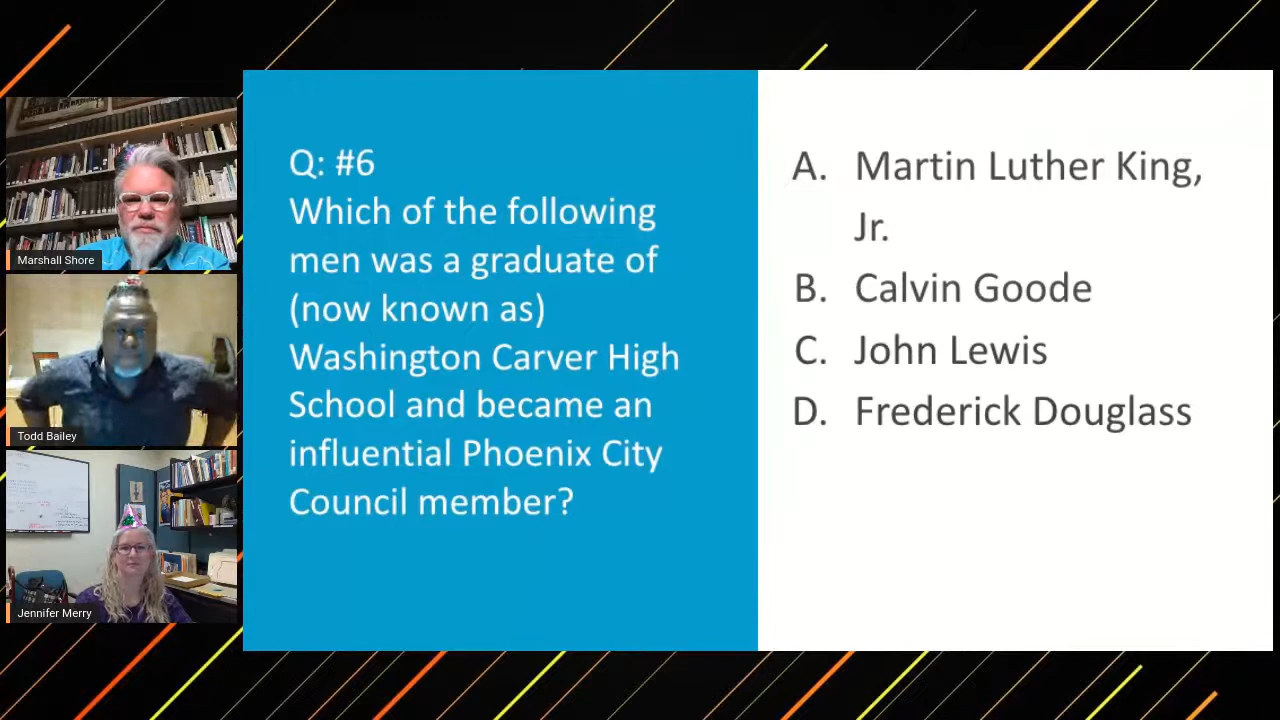 Q: #6
Which of the following
men was a graduate of
(now known as)
Washington Carver High
School and became an
influential Phoenix City
Council member?
A. Martin Luther King,
Jr.
B. Calvin Goode
C. John Lewis
D. Frederick Douglass
Marshall Shore
Todd Bailey
Jennifer Merry